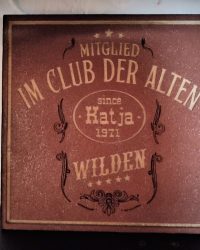 MITGLIED
IM CLUB DER ALTEN
since
Katja
1971
WILDEN